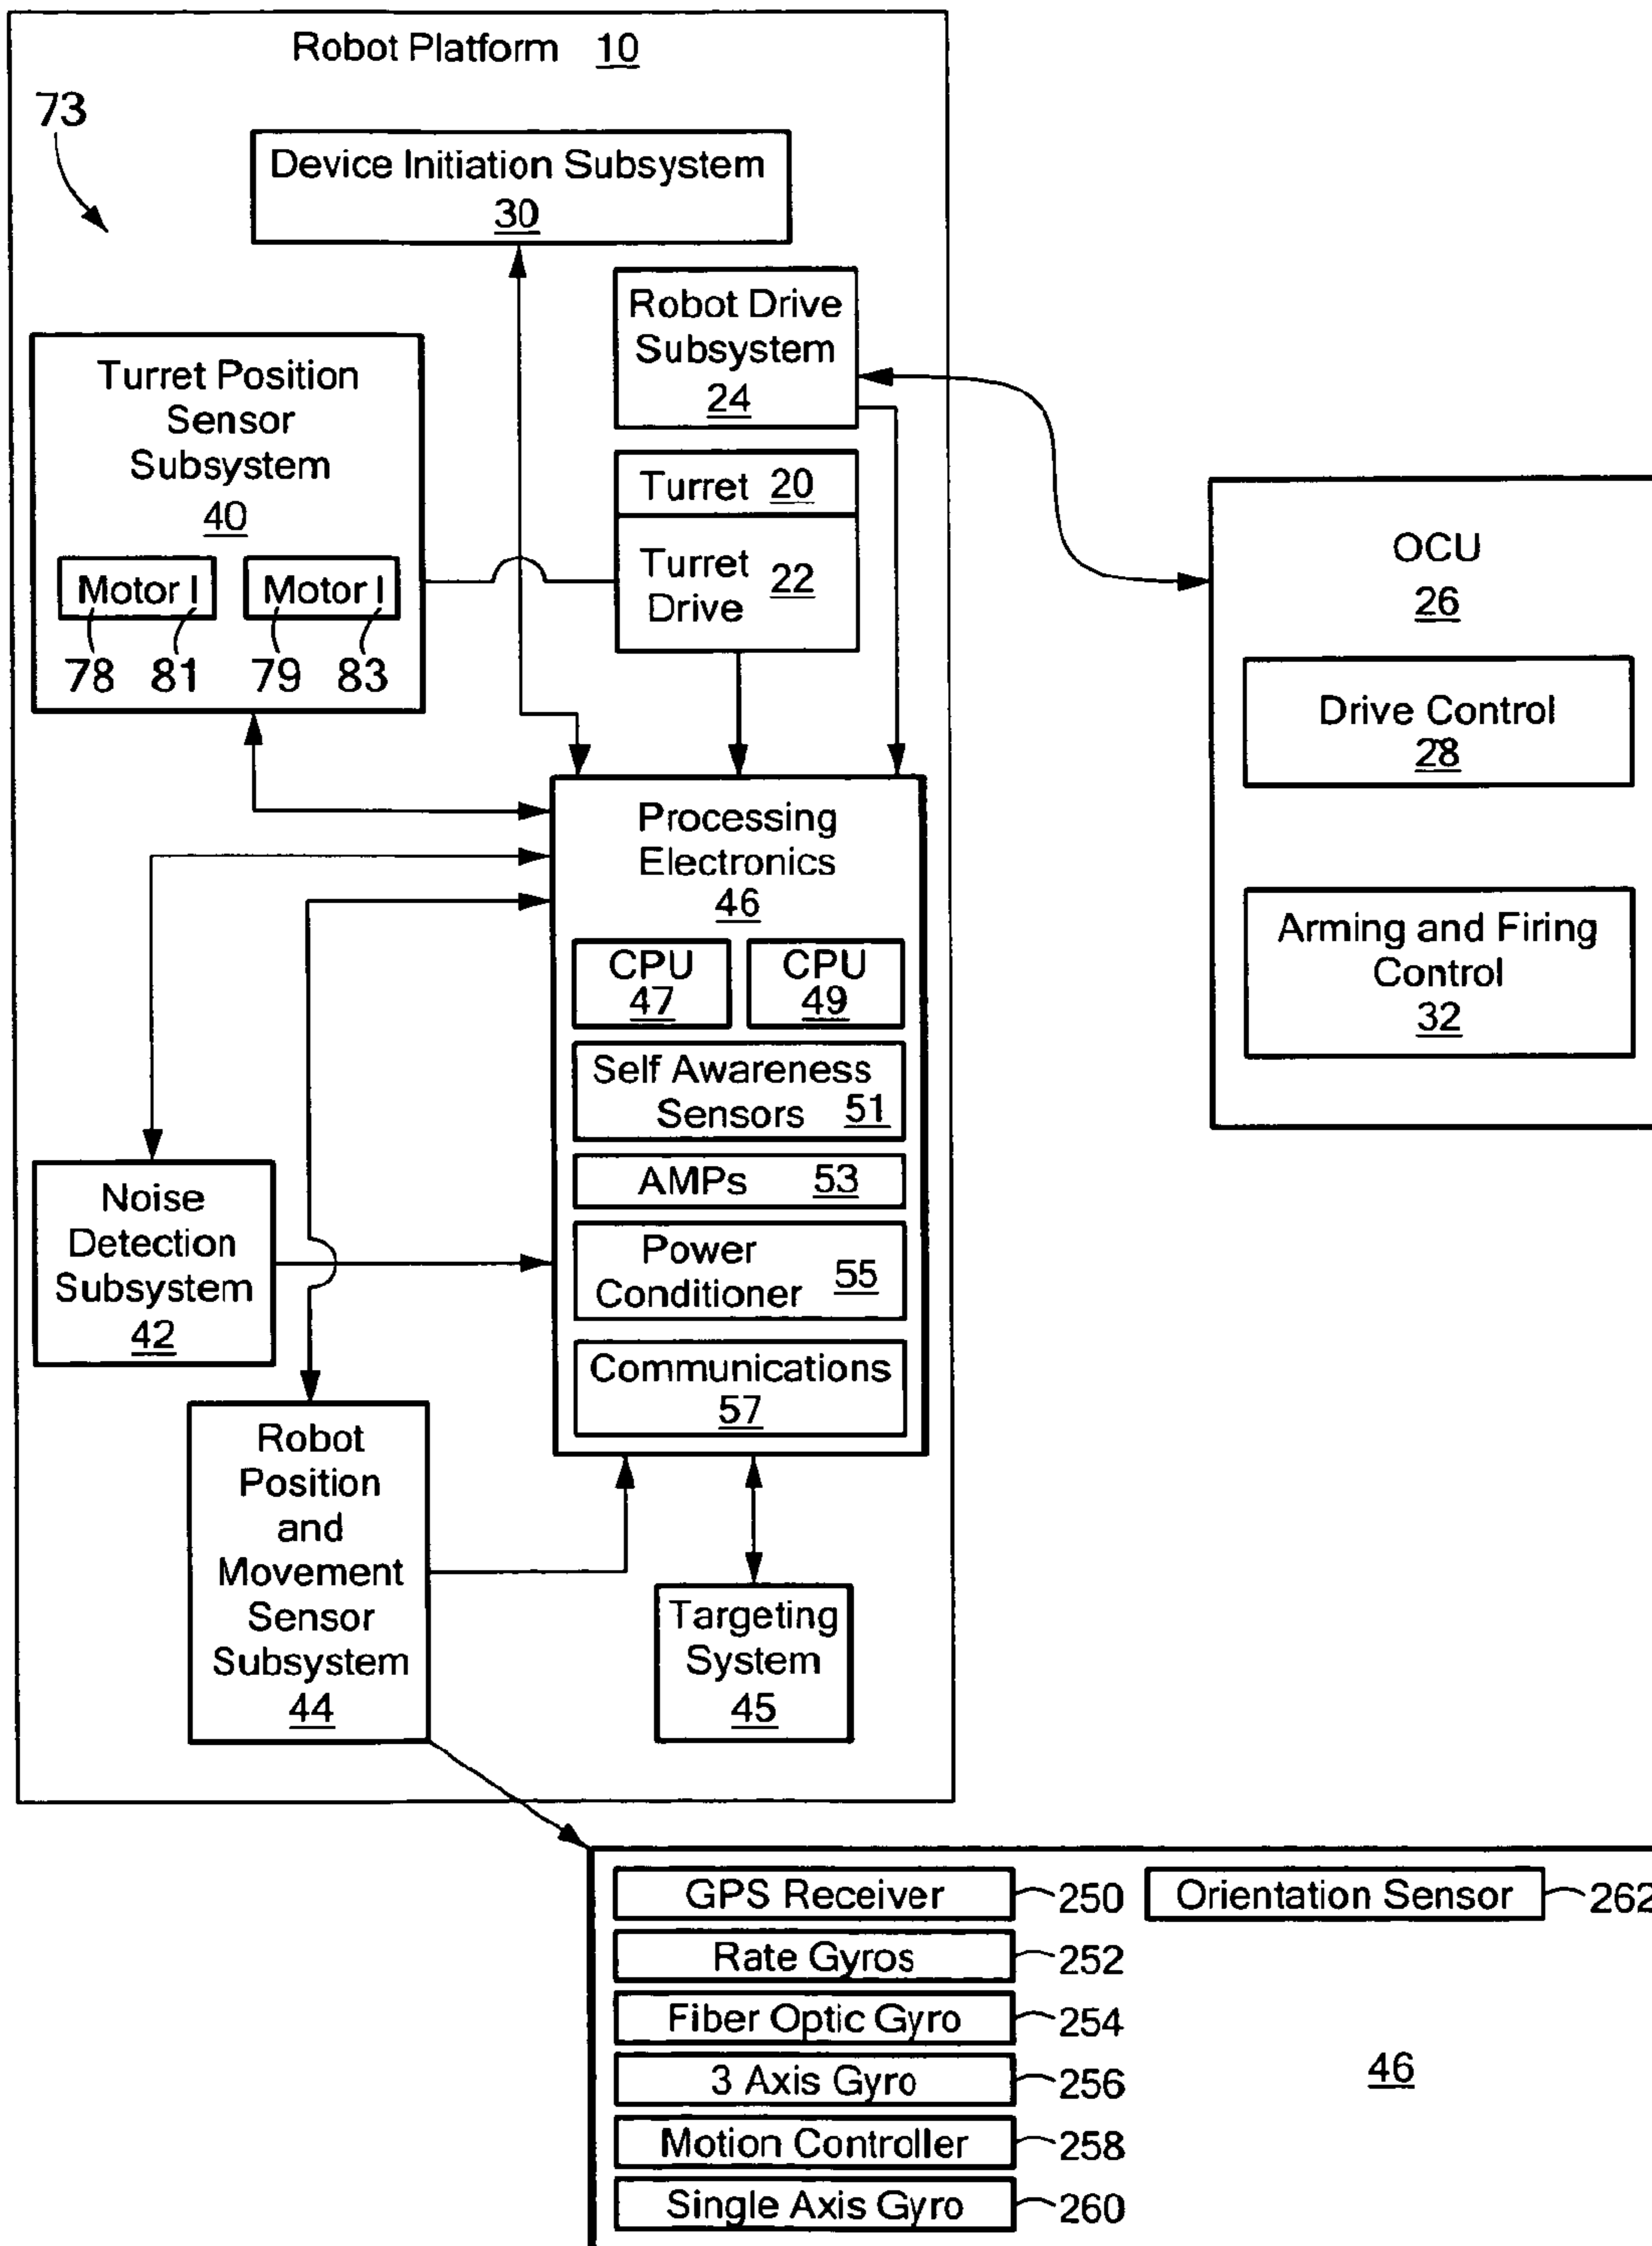 Robot Platform 10
73
Device Initiation Subsystem
30
Robot Drive
Subsystem
24
Turret Position
Sensor
Subsystem
40
Motor I
Motor I
78
81
79
83
Turret 20
Turret
Drive
22
OCU
26
Drive Control
28
Arming and Firing
Control
32
Processing
Electronics
46
CPU
47
CPU
49
Self Awareness
Sensors 51
AMPs 53
Power
Conditioner
55
Communications
57
Noise
Detection
Subsystem
42
Robot
Position
and
Movement
Sensor
Subsystem
44
Targeting
System
45
GPS Receiver 250
Orientation Sensor 262
Rate Gyros 252
Fiber Optic Gyro 254
3 Axis Gyro 256
46
Motion Controller 258
Single Axis Gyro 260